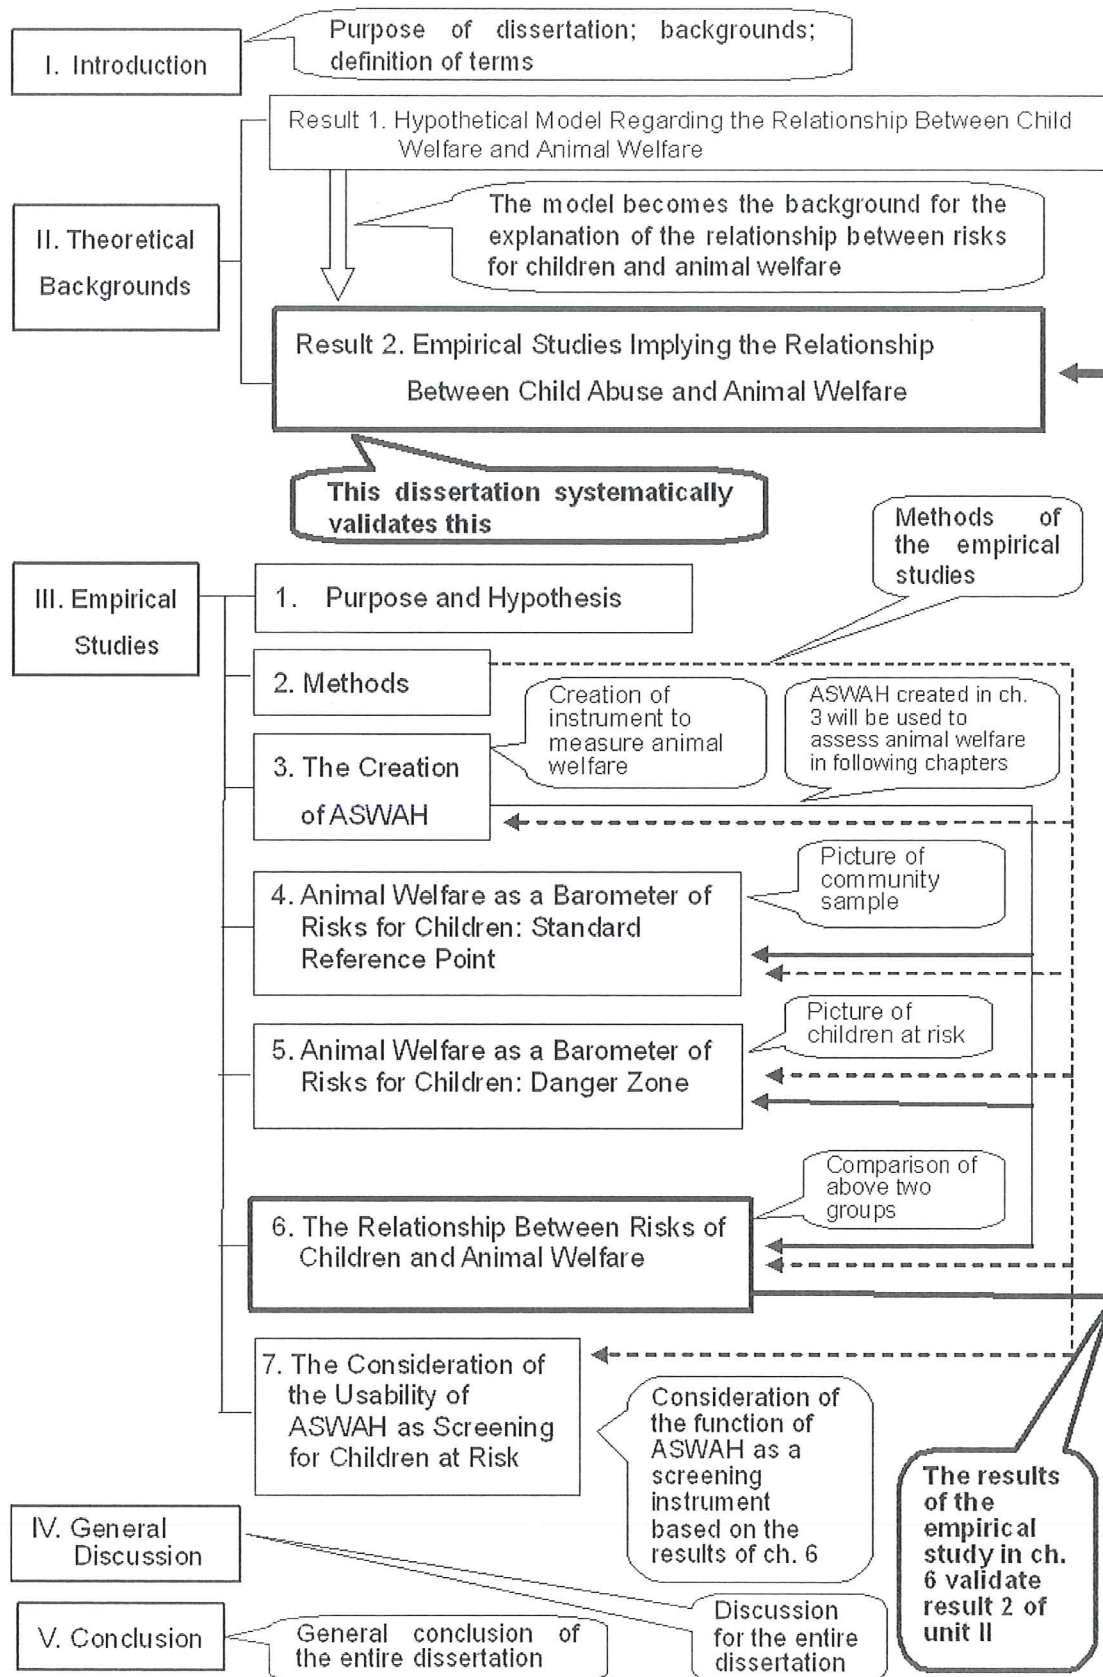 I. Introduction
Purpose of dissertation; backgrounds;
definition of terms
Result 1. Hypothetical Model Regarding the Relationship Between Child
Welfare and Animal Welfare
The model becomes the background for the
explanation of the relationship between risks
for children and animal welfare
II. Theoretical
Backgrounds
Result 2. Empirical Studies Implying the Relationship
Between Child Abuse and Animal Welfare
This dissertation systematically
validates this
Methods of
the empirical
studies
III. Empirical
Studies
1. Purpose and Hypothesis
2. Methods
Creation of
instrument to
measure animal
welfare
ASWAH created in ch.
3 will be used to
assess animal welfare
in following chapters
3. The Creation
of ASWAH
4. Animal Welfare as a Barometer of
Risks for Children: Standard
Reference Point
Picture of
community
sample
5. Animal Welfare as a Barometer of
Risks for Children: Danger Zone
Picture of
children at risk
6. The Relationship Between Risks of
Children and Animal Welfare
Comparison of
above two
groups
7. The Consideration of
the Usability of
ASWAH as Screening
for Children at Risk
Consideration of
the function of
ASWAH as a
screening
instrument
based on the
results of ch. 6
The results
of the
empirical
study in ch.
6 validate
result 2 of
unit II
IV. General
Discussion
Discussion
for the entire
dissertation
V. Conclusion
General conclusion of
the entire dissertation